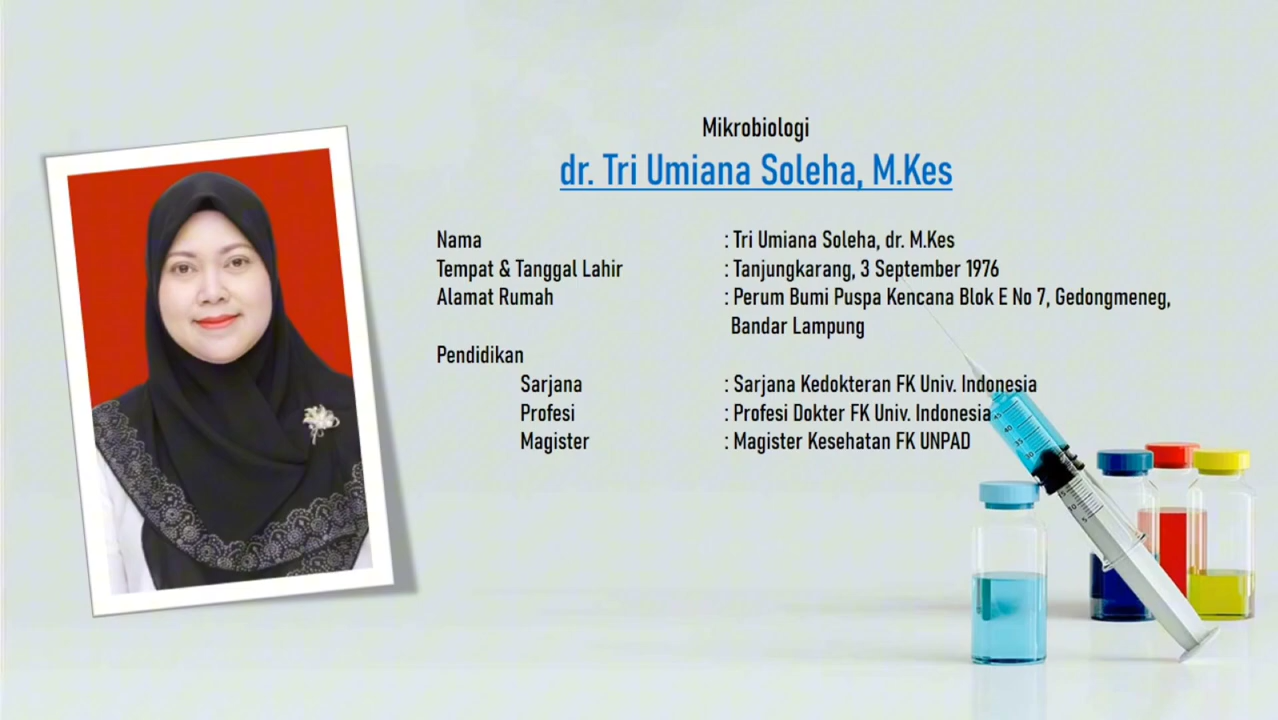 Mikrobiologi
dr. Tri Umiana Soleha, M.Kes
Nama : Tri Umiana Soleha, dr. M.Kes
Tempat & Tanggal Lahir : Tanjungkarang, 3 September 1976
Alamat Rumah : Perum Bumi Puspa Kencana Blok E No 7, Gedongmeneg,
Bandar Lampung
Pendidikan
Sarjana : Sarjana Kedokteran FK Univ. Indonesia
Profesi : Profesi Dokter FK Univ. Indonesia
Magister : Magister Kesehatan FK UNPAD